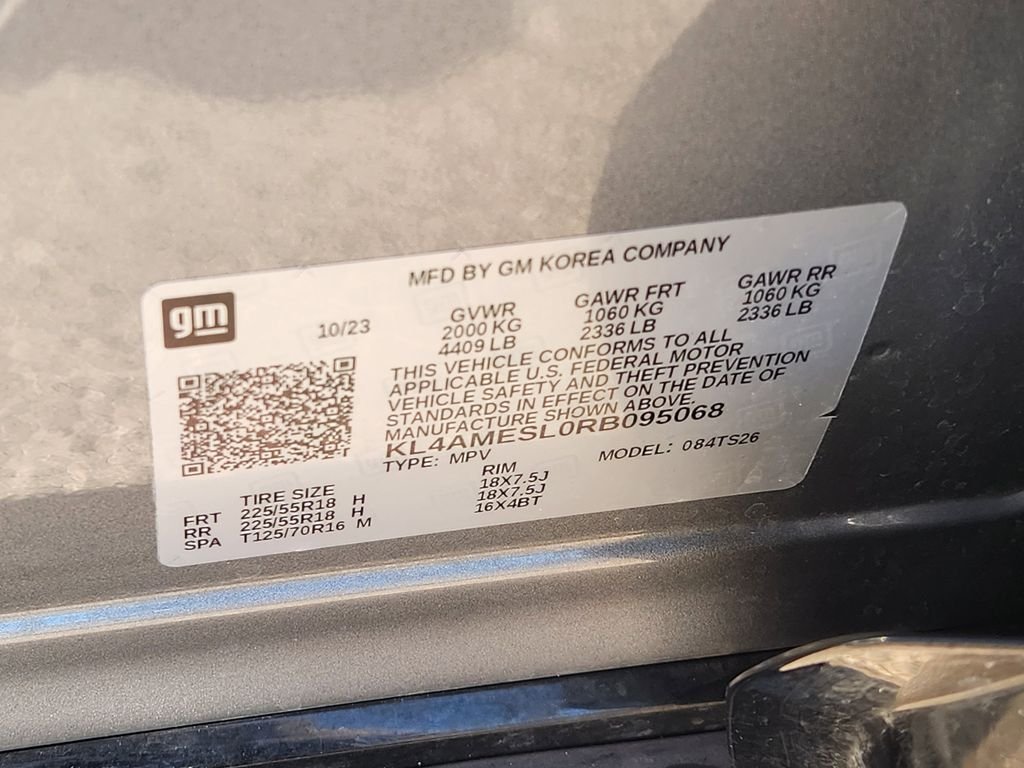 MFD BY GM KOREA COMPANY
gm
10/23
GVWR
2000 KG
4409 LB
GAWR FRT
1060 KG
2336 LB
GAWR RR
1060 KG
2336 LB
THIS VEHICLE CONFORMS TO ALL
APPLICABLE U.S. FEDERAL MOTOR
VEHICLE SAFETY AND THEFT PREVENTION
STANDARDS IN EFFECT ON THE DATE OF
MANUFACTURE SHOWN ABOVE.
KL4AMESL0RB095068
TYPE: MPV MODEL: 084TS26
TIRE SIZE RIM
FRT 225/55R18 H 18X7.5J
RR 225/55R18 H 18X7.5J
SPA T125/70R16 M 16X4BT